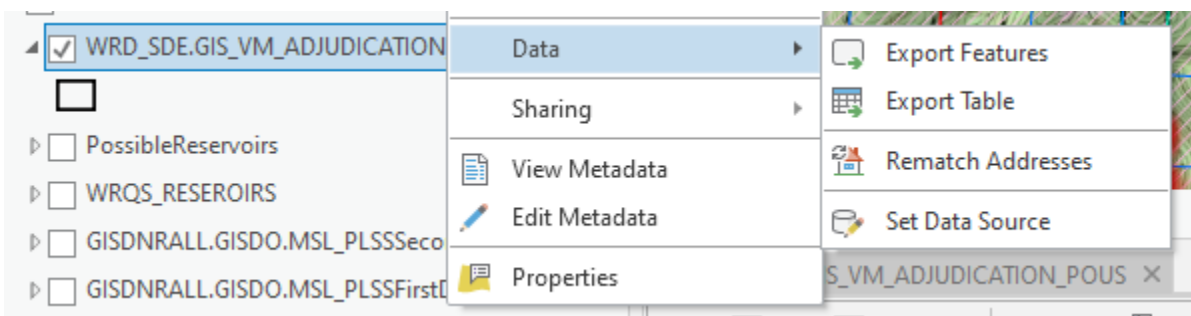 WRD_SDE.GIS_VM_ADJUDICATION
PossibleReservoirs
WRQS_RESEROIRS
GISDNRALL.GISDO.MSL_PLSSSeco
GISDNRALL.GISDO.MSL_PLSSFirstD
Data
Sharing
View Metadata
Edit Metadata
Properties
Export Features
Export Table
Rematch Addresses
Set Data Source
S_VM_ADJUDICATION_POUS